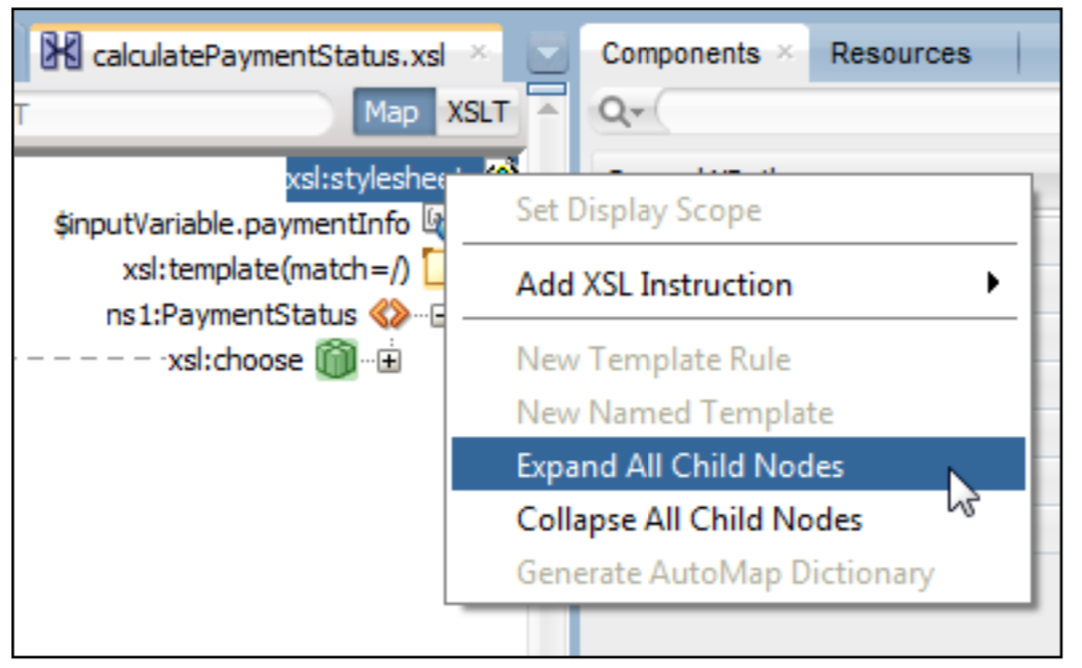 calculatePaymentStatus.xsl
Components
Resources
T
Map
XSLT
xsl:styleshee
$inputVariable.paymentInfo
xsl:template(match=/)
ns1:PaymentStatus
xsl:choose
Set Display Scope
Add XSL Instruction
New Template Rule
New Named Template
Expand All Child Nodes
Collapse All Child Nodes
Generate AutoMap Dictionary